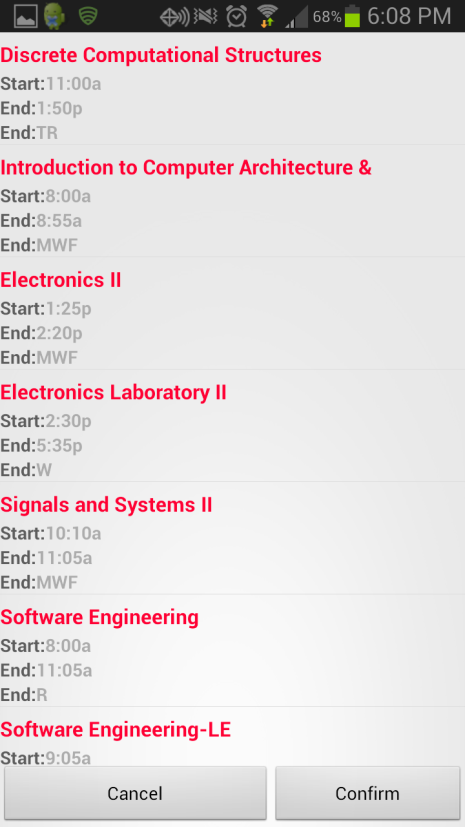 68% 6:08 PM
Discrete Computational Structures
Start:11:00a
End:1:50p
End:TR
Introduction to Computer Architecture &
Start:8:00a
End:8:55a
End:MWF
Electronics II
Start:1:25p
End:2:20p
End:MWF
Electronics Laboratory II
Start:2:30p
End:5:35p
End:W
Signals and Systems II
Start:10:10a
End:11:05a
End:MWF
Software Engineering
Start:8:00a
End:11:05a
End:R
Software Engineering-LE
Start:9:05a
Cancel Confirm